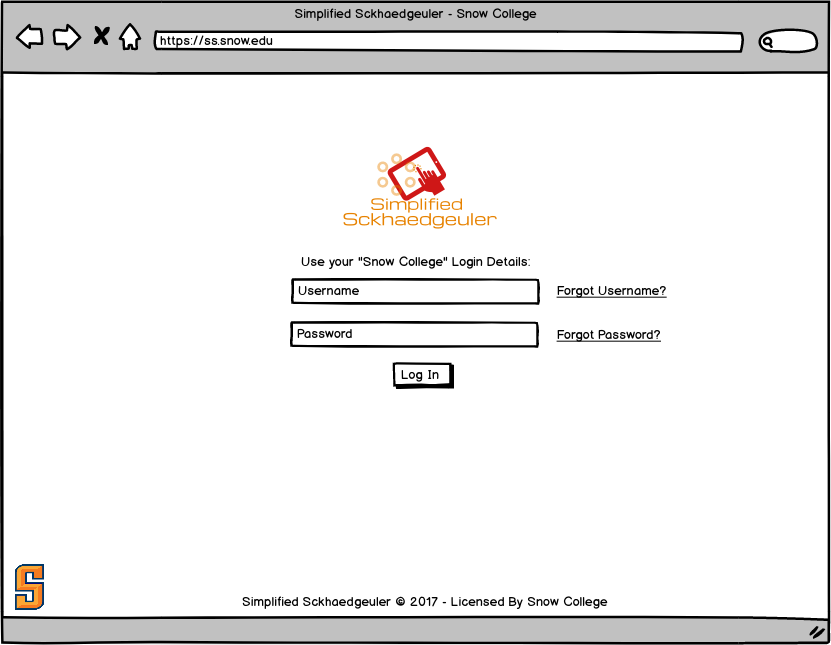 Simplified Sckhaedgeuler - Snow College
https://ss.snow.edu
Simplified
Sckhaedgeuler
Use your "Snow College" Login Details:
Username
Forgot Username?
Password
Forgot Password?
Log In
S
Simplified Sckhaedgeuler © 2017 - Licensed By Snow College